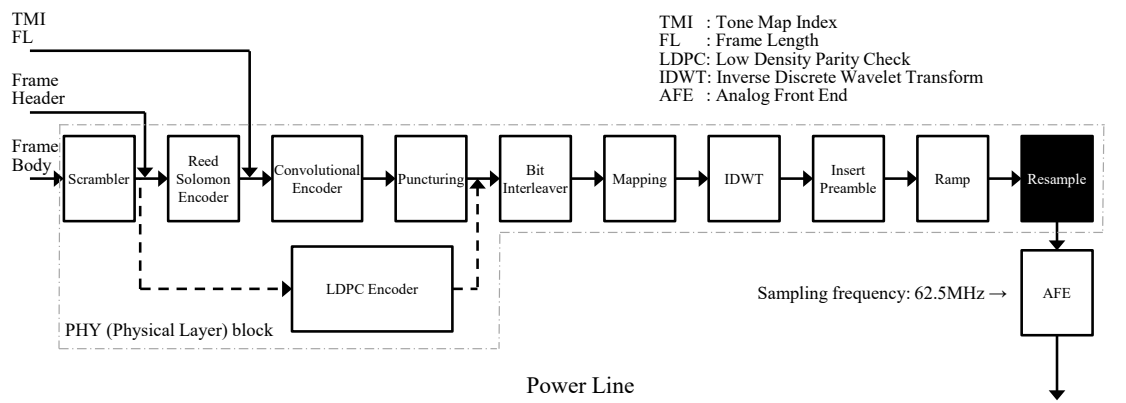 TMI
FL
TMI : Tone Map Index
FL : Frame Length
LDPC: Low Density Parity Check
IDWT: Inverse Discrete Wavelet Transform
AFE : Analog Front End
Frame
Header
Frame
Body
Scrambler
Reed
Solomon
Encoder
Convolutional
Encoder
Puncturing
Bit
Interleaver
Mapping
IDWT
Insert
Preamble
Ramp
Resample
LDPC Encoder
Sampling frequency: 62.5MHz →
AFE
PHY (Physical Layer) block
Power Line